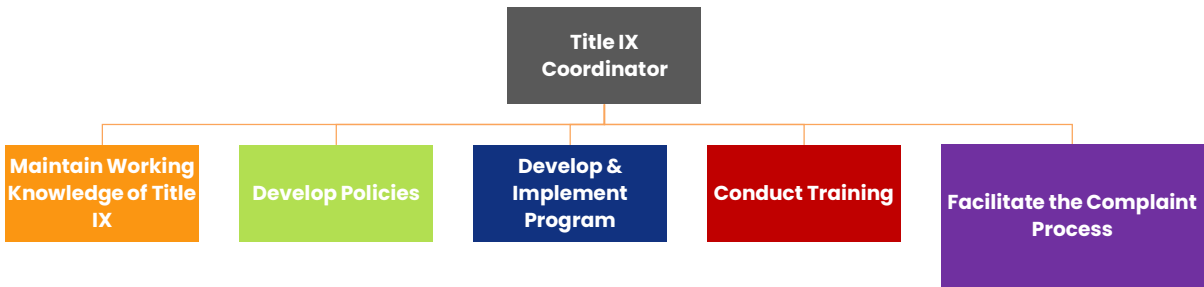 Title IX
Coordinator
Maintain Working
Knowledge of Title
IX
Develop Policies
Develop &
Implement
Program
Conduct Training
Facilitate the Complaint
Process